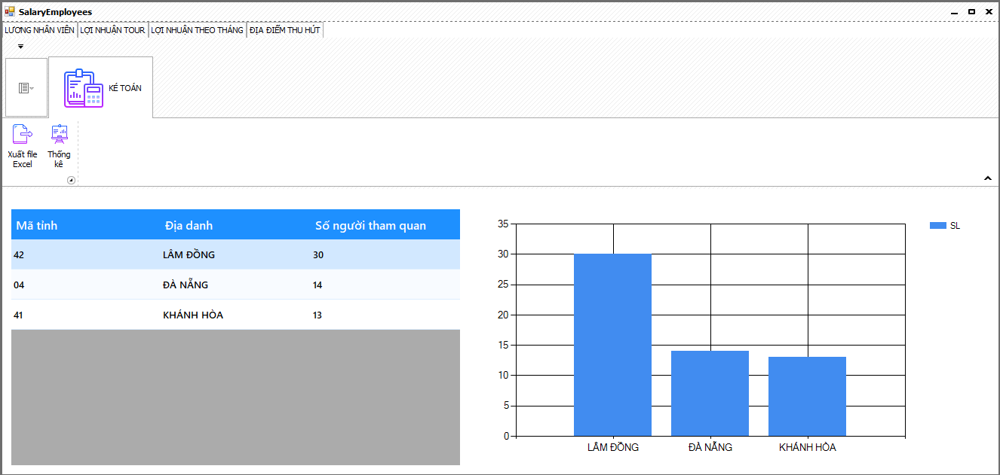 SalaryEmployees
LƯƠNG NHÂN VIÊN LỢI NHUẬN TOUR LỢI NHUẬN THEO THÁNG ĐỊA ĐIỂM THU HÚT
KẾ TOÁN
Xuất file Thống
Excel kê
Mã tỉnh Địa danh Số người tham quan
42 LÂM ĐỒNG 30
04 ĐÀ NẴNG 14
41 KHÁNH HÒA 13
35
30
25
20
15
10
5
0
LÂM ĐỒNG ĐÀ NẴNG KHÁNH HÒA
SL